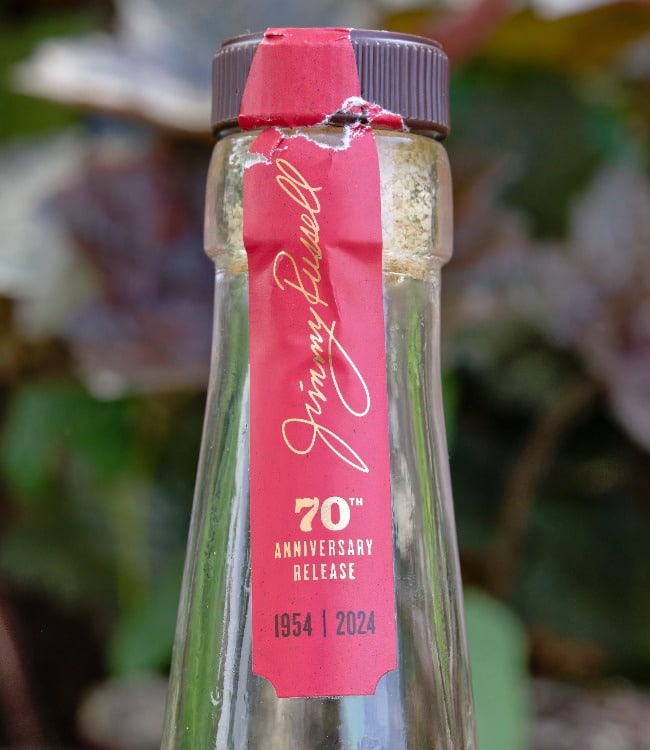 Jimmy Russell
70TH
ANNIVERSARY
RELEASE
1954 | 2024